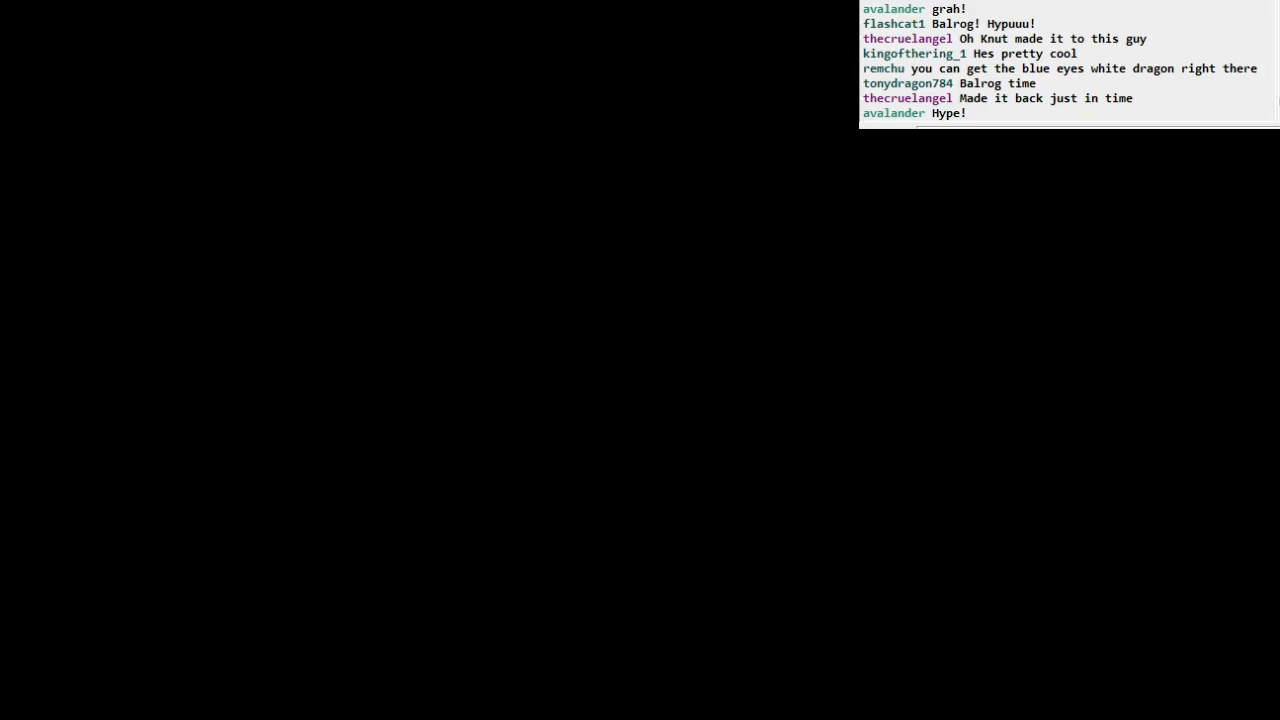 avalander grah!
flashcat1 Balrog! Hypuuu!
thecruelangel Oh Knut made it to this guy
kingofthering_1 Hes pretty cool
remchu you can get the blue eyes white dragon right there
tonydragon784 Balrog time
thecruelangel Made it back just in time
avalander Hype!